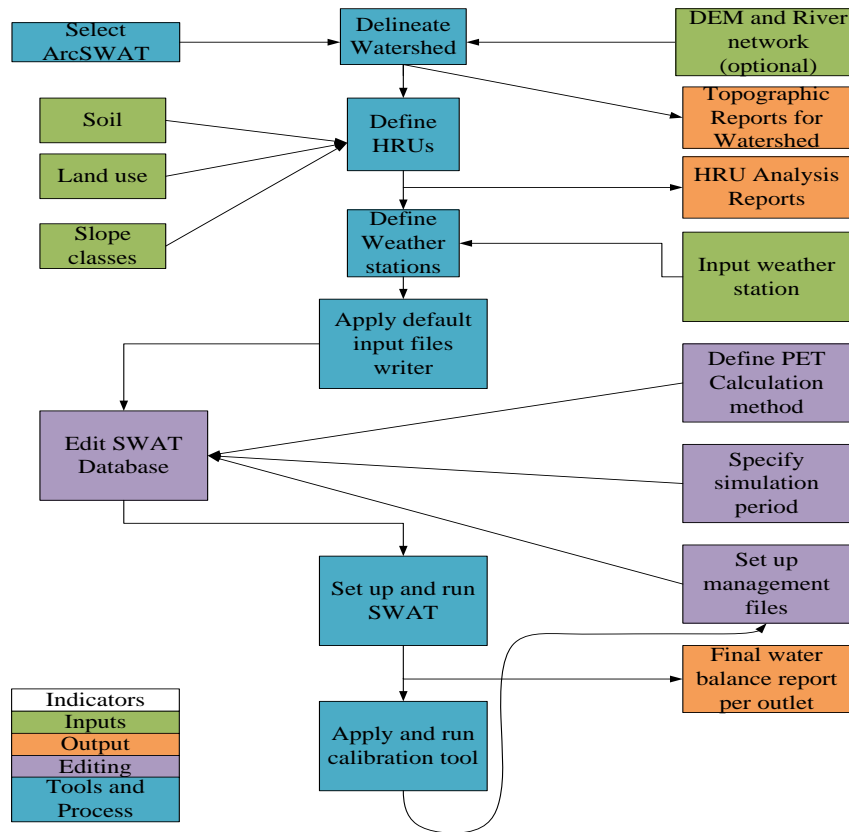 Select
ArcSWAT
Delineate
Watershed
DEM and River
network
(optional)
Topographic
Reports for
Watershed
Soil
Define
HRUs
Land use
HRU Analysis
Reports
Slope
classes
Define
Weather
stations
Input weather
station
Apply default
input files
writer
Define PET
Calculation
method
Edit SWAT
Database
Specify
simulation
period
Set up and run
SWAT
Set up
management
files
Final water
balance report
per outlet
Apply and run
calibration tool
Indicators
Inputs
Output
Editing
Tools and
Process